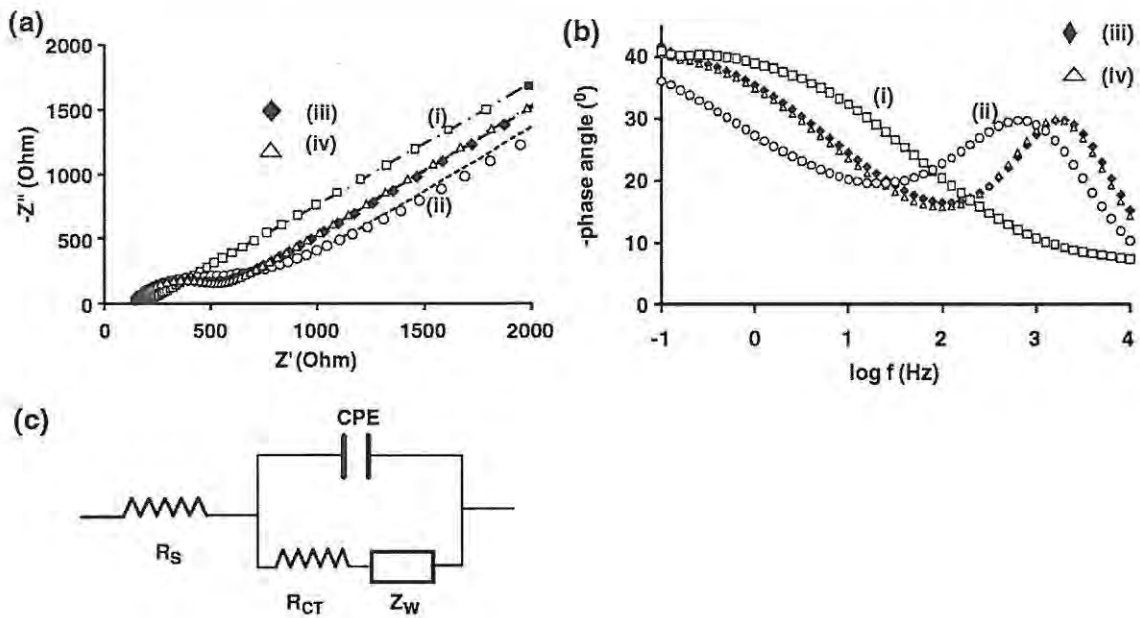 (a)
2000
1500
1000
500
0
-Z" (Ohm)
0 500 1000 1500 2000
Z' (Ohm)
(iii)
(iv)
(i)
(ii)
(b)
40
30
20
10
0
-phase angle (⁰)
-1 0 1 2 3 4
log f (Hz)
(iii)
(iv)
(i)
(ii)
(c)
CPE
RS
RCT
ZW